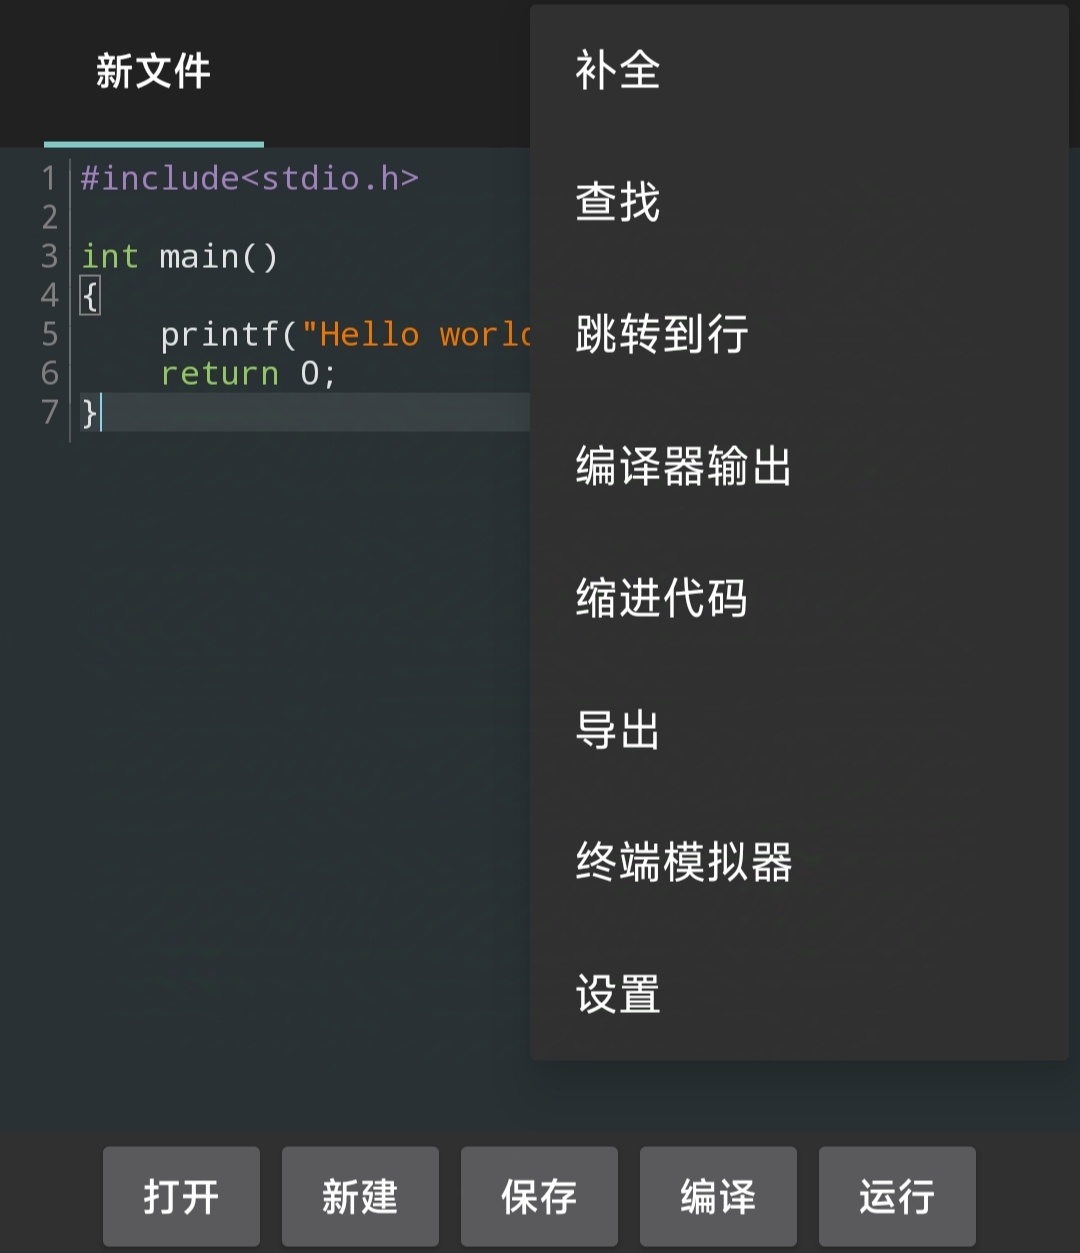 新文件
1 #include<stdio.h>
2
3 int main()
4 {
5     printf("Hello world
6     return 0;
7 }
补全
查找
跳转到行
编译器输出
缩进代码
导出
终端模拟器
设置
打开 新建 保存 编译 运行